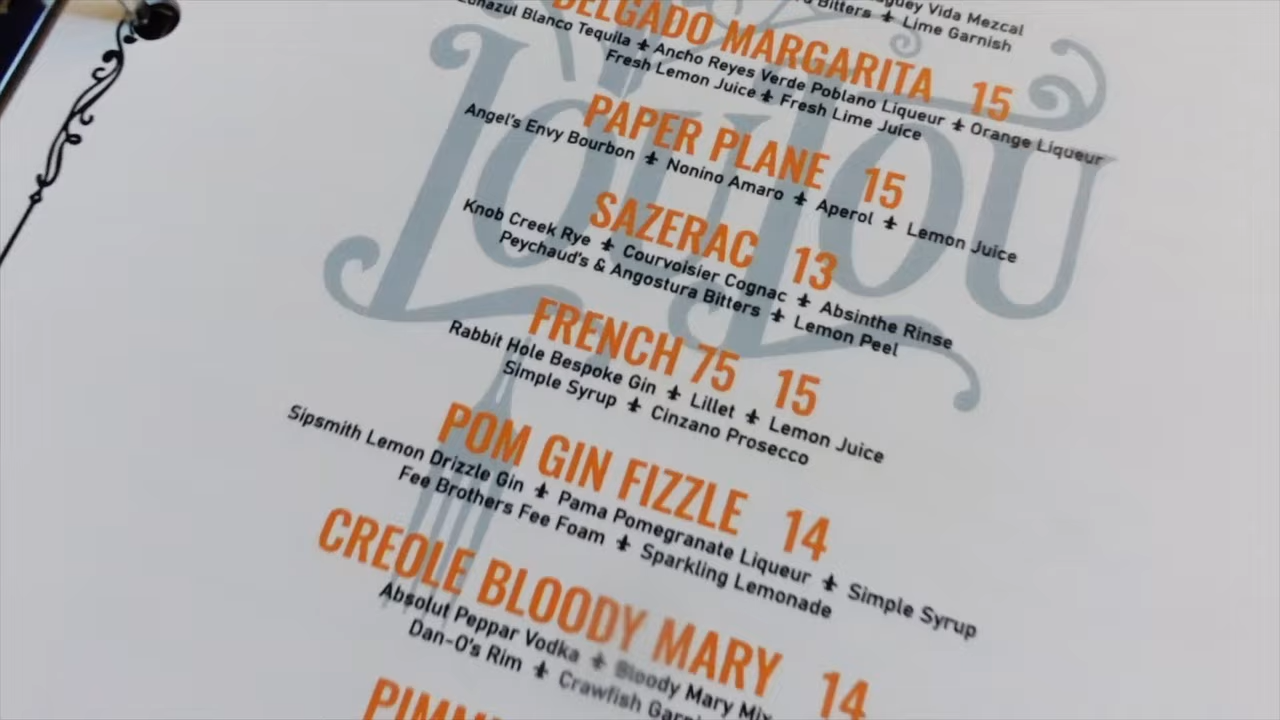 Vida Mezcal
Bitters ⚜ Lime Garnish
DELGADO MARGARITA 15
Blanco Tequila ⚜ Ancho Reyes Verde Poblano Liqueur ⚜ Orange Liqueur
Fresh Lemon Juice ⚜ Fresh Lime Juice
PAPER PLANE 15
Angel's Envy Bourbon ⚜ Nonino Amaro ⚜ Aperol ⚜ Lemon Juice
SAZERAC 13
Knob Creek Rye ⚜ Courvoisier Cognac ⚜ Absinthe Rinse
Peychaud's & Angostura Bitters ⚜ Lemon Peel
FRENCH 75 15
Rabbit Hole Bespoke Gin ⚜ Lillet ⚜ Lemon Juice
Simple Syrup ⚜ Cinzano Prosecco
POM GIN FIZZLE 14
Sipsmith Lemon Drizzle Gin ⚜ Pama Pomegranate Liqueur ⚜ Simple Syrup
Fee Brothers Fee Foam ⚜ Sparkling Lemonade
CREOLE BLOODY MARY 14
Absolut Peppar Vodka ⚜ Bloody Mary Mix
Dan-O's Rim ⚜ Crawfish
LouLou